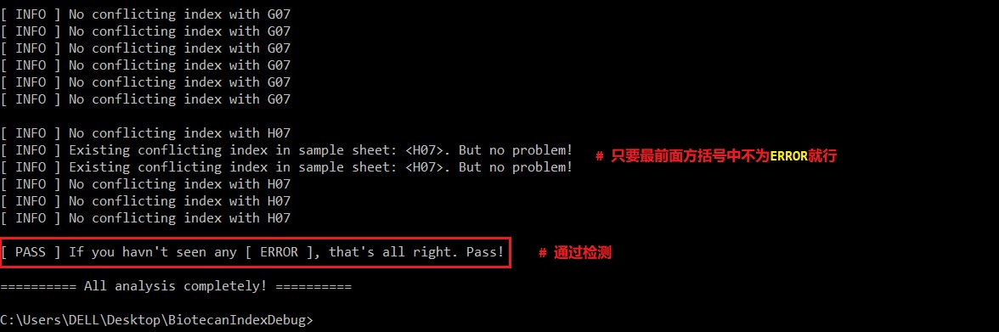 [ INFO ] No conflicting index with G07
[ INFO ] No conflicting index with G07
[ INFO ] No conflicting index with G07
[ INFO ] No conflicting index with G07
[ INFO ] No conflicting index with G07
[ INFO ] No conflicting index with G07
[ INFO ] No conflicting index with H07
[ INFO ] Existing conflicting index in sample sheet: <H07>. But no problem!
# 只要最前面方括号中不为ERROR就行
[ INFO ] Existing conflicting index in sample sheet: <H07>. But no problem!
[ INFO ] No conflicting index with H07
[ INFO ] No conflicting index with H07
[ INFO ] No conflicting index with H07
[ PASS ] If you havn't seen any [ ERROR ], that's all right. Pass!
# 通过检测
========== All analysis completely! ==========
C:\Users\DELL\Desktop\BiotecanIndexDebug>